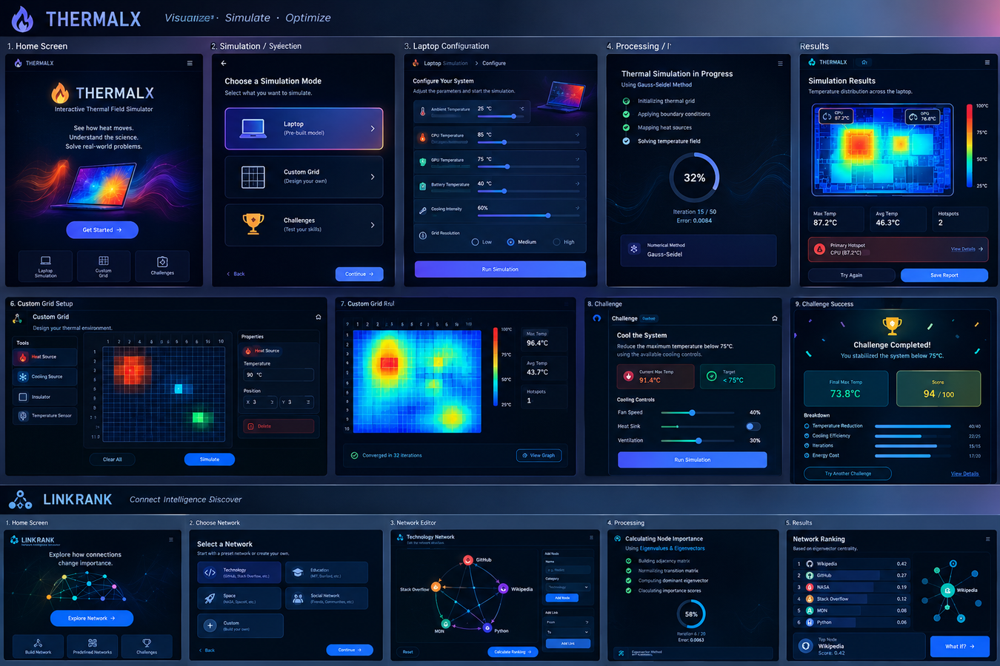 THERMALX
Visualize · Simulate · Optimize
1. Home Screen
THERMALX
THERMALX
Interactive Thermal Field Simulator
See how heat moves.
Understand the science.
Solve real-world problems.
Get Started →
Laptop
Simulation
Custom
Grid
Challenges
2. Simulation / Selection
Choose a Simulation Mode
Select what you want to simulate.
Laptop
(Pre-built model)
Custom Grid
(Design your own)
Challenges
(Test your skills)
Back
Continue →
3. Laptop Configuration
Laptop Simulation > Configure
Configure Your System
Adjust the parameters and start the simulation.
Ambient Temperature 25 °C
CPU Temperature 85 °C
GPU Temperature 75 °C
Battery Temperature 40 °C
Cooling Intensity 60%
Grid Resolution
Low Medium High
Run Simulation
4. Processing /
Thermal Simulation in Progress
Using Gauss-Seidel Method
Initializing thermal grid
Applying boundary conditions
Mapping heat sources
Solving temperature field
32%
Iteration 15 / 50
Error: 0.0084
Numerical Method
Gauss-Seidel
Results
THERMALX
Simulation Results
Temperature distribution across the laptop.
CPU
87.2°C
76.8°C
100°C
75°C
50°C
25°C
Max Temp
87.2°C
Avg Temp
46.3°C
Hotspots
2
Primary Hotspot
CPU (87.2°C)
View Details →
Try Again
Save Report
6. Custom Grid Setup
Custom Grid
Design your thermal environment.
Tools
Heat Source
Cooling Source
Insulator
Temperature Sensor
Clear All
Simulate
Properties
Heat Source
Temperature
90 °C
Position
X 3
Y 3
Delete
7. Custom Grid
100°C
75°C
50°C
25°C
Max Temp
96.4°C
Avg Temp
43.7°C
Hotspots
1
Converged in 32 iterations
View Graph
8. Challenge
Challenge
Cool the System
Reduce the maximum temperature below 75°C.
using the available cooling controls.
Current Max Temp
91.4°C
Target
< 75°C
Cooling Controls
Fan Speed 40%
Heat Sink
Ventilation 30%
Run Simulation
9. Challenge Success
Challenge Completed!
You stabilized the system below 75°C.
Final Max Temp
73.8°C
Score
94 / 100
Breakdown
Temperature Reduction 40/40
Cooling Efficiency 22/25
Iterations 15/15
Energy Cost 17/20
Try Another Challenge
View Details
LINKRANK
Connect Intelligence Discover
1. Home Screen
LINKRANK
Explore how connections
change importance.
Explore Network →
Build Network
Predefined Networks
Challenges
2. Choose Network
Select a Network
Start with a preset network or create your own.
Technology
(GitHub, Stack Overflow, etc.)
Education
(MIT, Stanford, etc.)
Space
(NASA, SpaceX, etc.)
Social Network
(Friends, Communities, etc.)
Custom
(Build your own)
Back
Continue →
3. Network Editor
Technology Network
GitHub
Stack Overflow
Wikipedia
MDN
Python
Reset
Calculate Ranking →
Add Node
Name
Category
Technology
Add Node
Add Link
From
To
Add Link
4. Processing
Calculating Node Importance
Using Eigenvalues & Eigenvectors
Building adjacency matrix
Normalizing transition matrix
Computing dominant eigenvector
Claculating importance scores
58%
Iteration 6 / 20
Error: 0.0063
Eigenvector Method
5. Results
Network Ranking
Based on eigenvector centrality.
1 Wikipedia 0.42
2 GitHub 0.27
3 NASA 0.19
4 Stack Overflow 0.12
5 MDN 0.08
6 Python 0.06
Wikipedia
Top Node
Wikipedia
Score: 0.42
What if? →